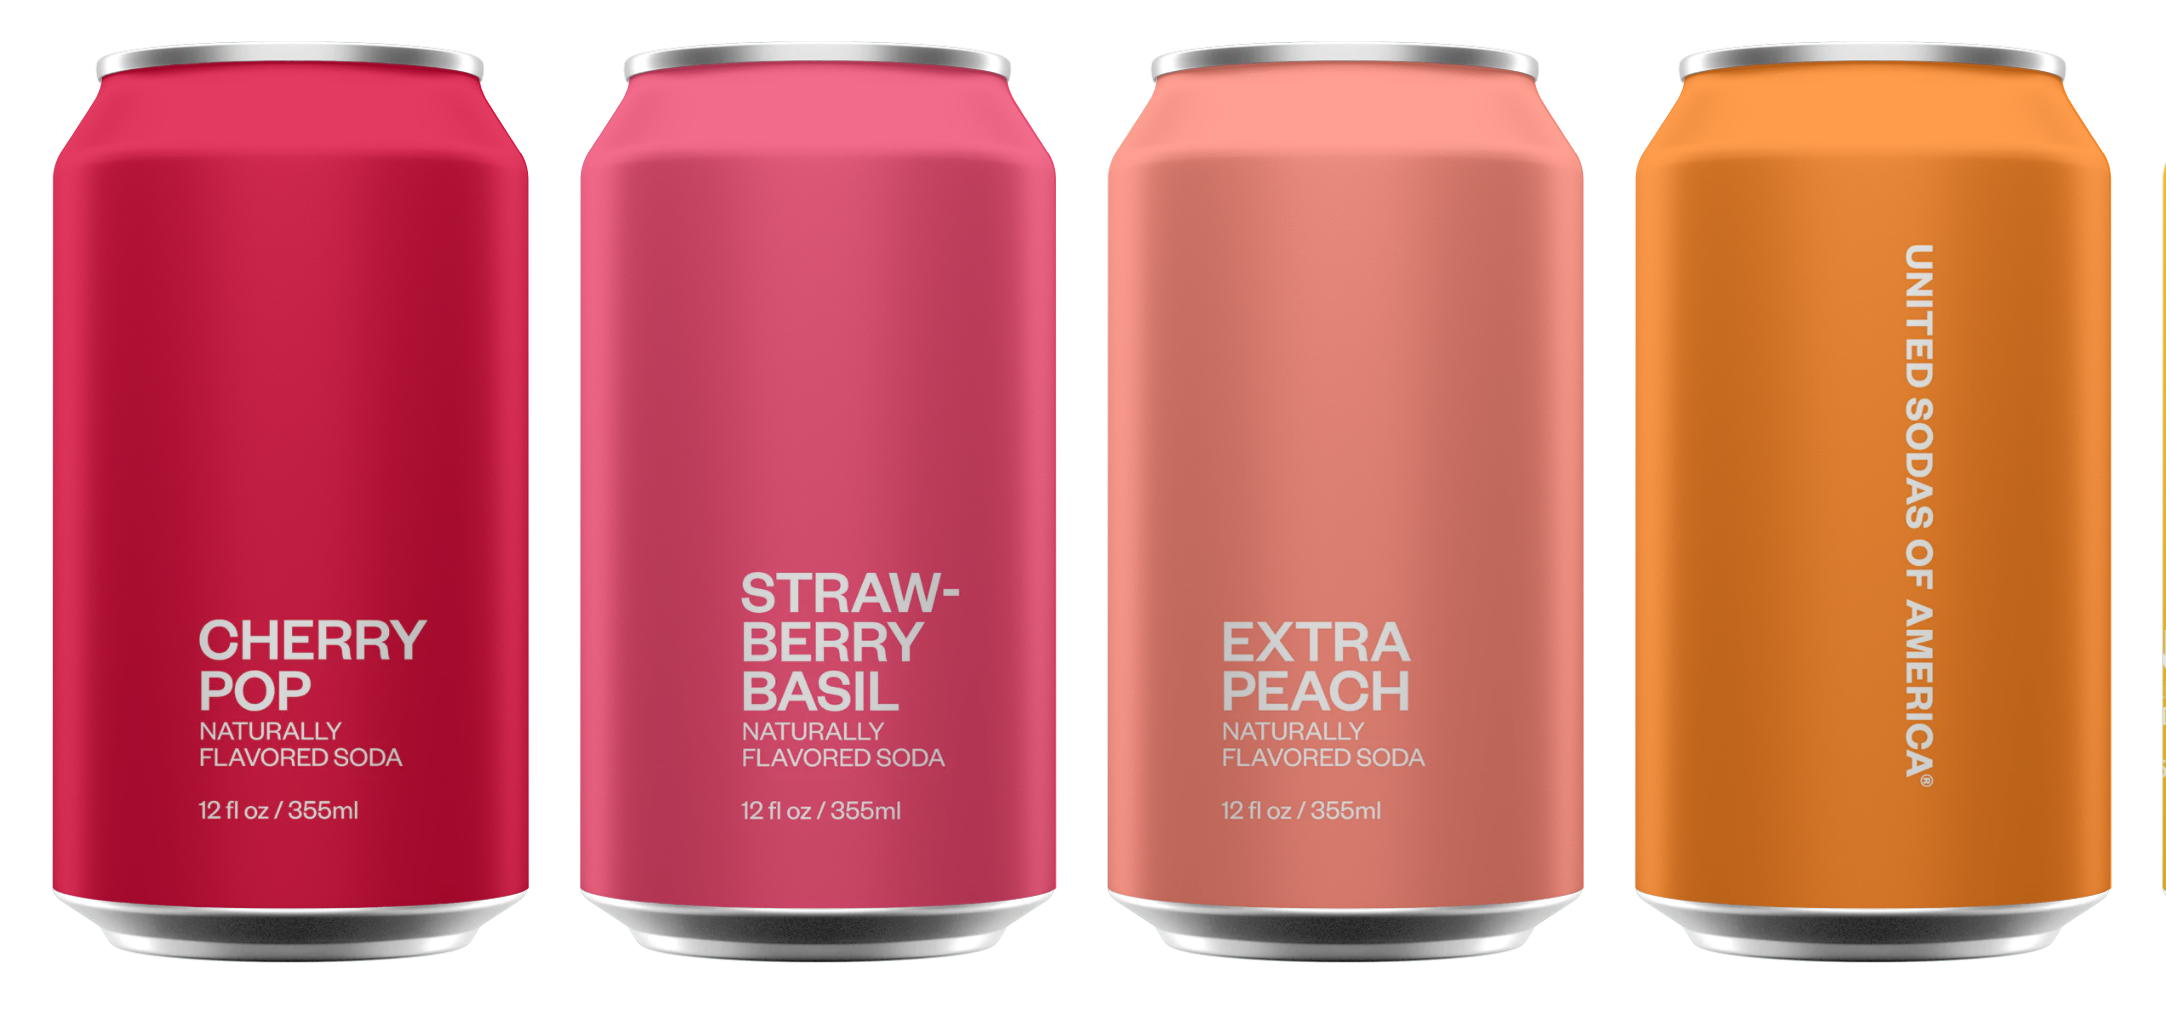 CHERRY
POP
NATURALLY
FLAVORED SODA
12 fl oz / 355ml
STRAW-
BERRY
BASIL
NATURALLY
FLAVORED SODA
12 fl oz / 355ml
EXTRA
PEACH
NATURALLY
FLAVORED SODA
12 fl oz / 355ml
UNITED SODAS OF AMERICA®